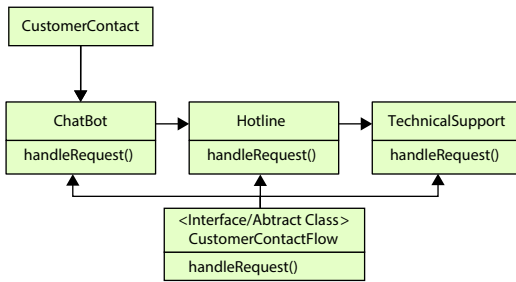 CustomerContact
ChatBot
handleRequest()
Hotline
handleRequest()
TechnicalSupport
handleRequest()
<Interface/Abtract Class>
CustomerContactFlow
handleRequest()